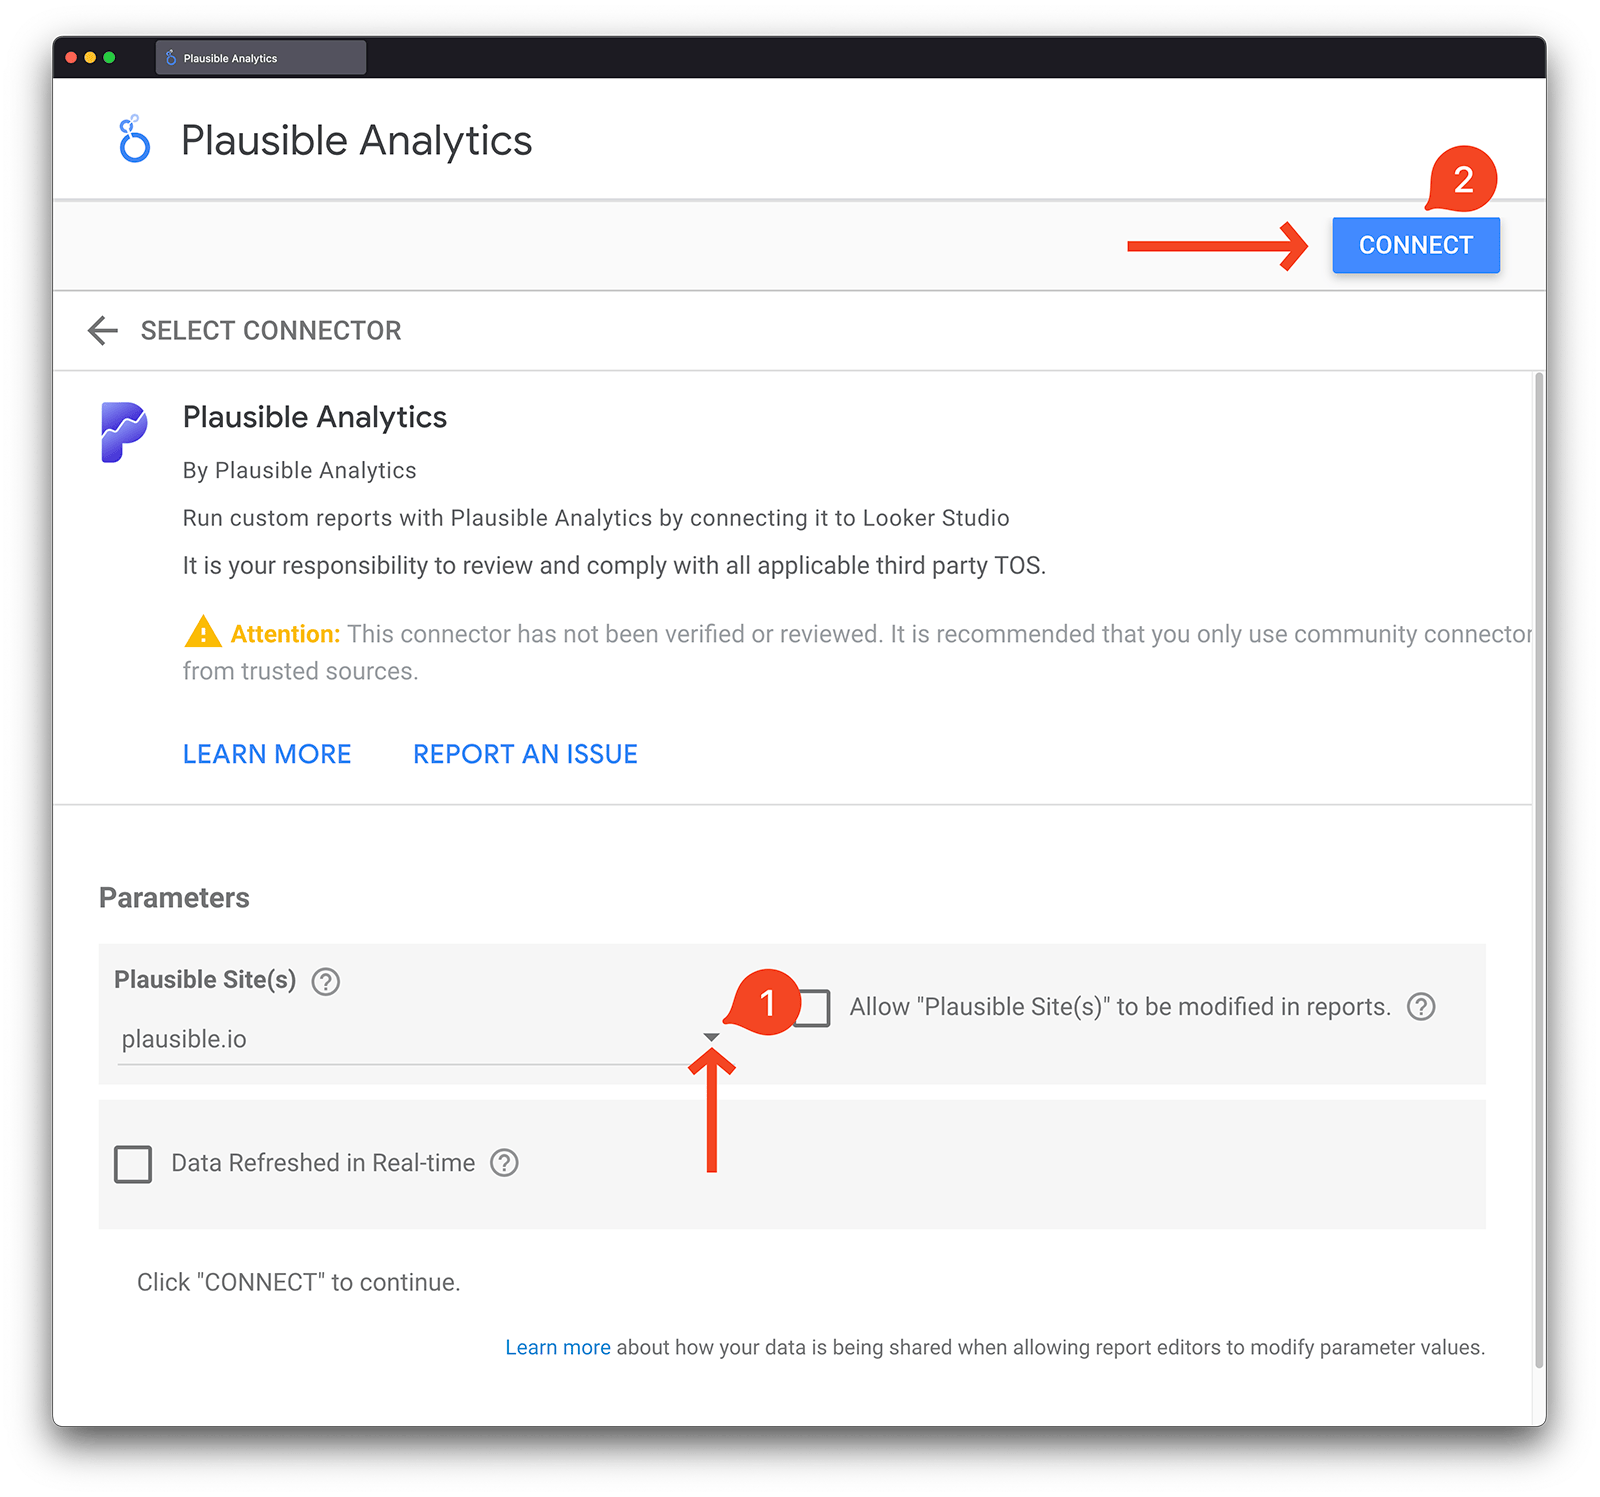 Plausible Analytics
Plausible Analytics
2
CONNECT
SELECT CONNECTOR
Plausible Analytics
By Plausible Analytics
Run custom reports with Plausible Analytics by connecting it to Looker Studio
It is your responsibility to review and comply with all applicable third party TOS.
Attention: This connector has not been verified or reviewed. It is recommended that you only use community connector
from trusted sources.
LEARN MORE REPORT AN ISSUE
Parameters
Plausible Site(s) ?
1
Allow "Plausible Site(s)" to be modified in reports. ?
plausible.io
Data Refreshed in Real-time ?
Click "CONNECT" to continue.
Learn more about how your data is being shared when allowing report editors to modify parameter values.